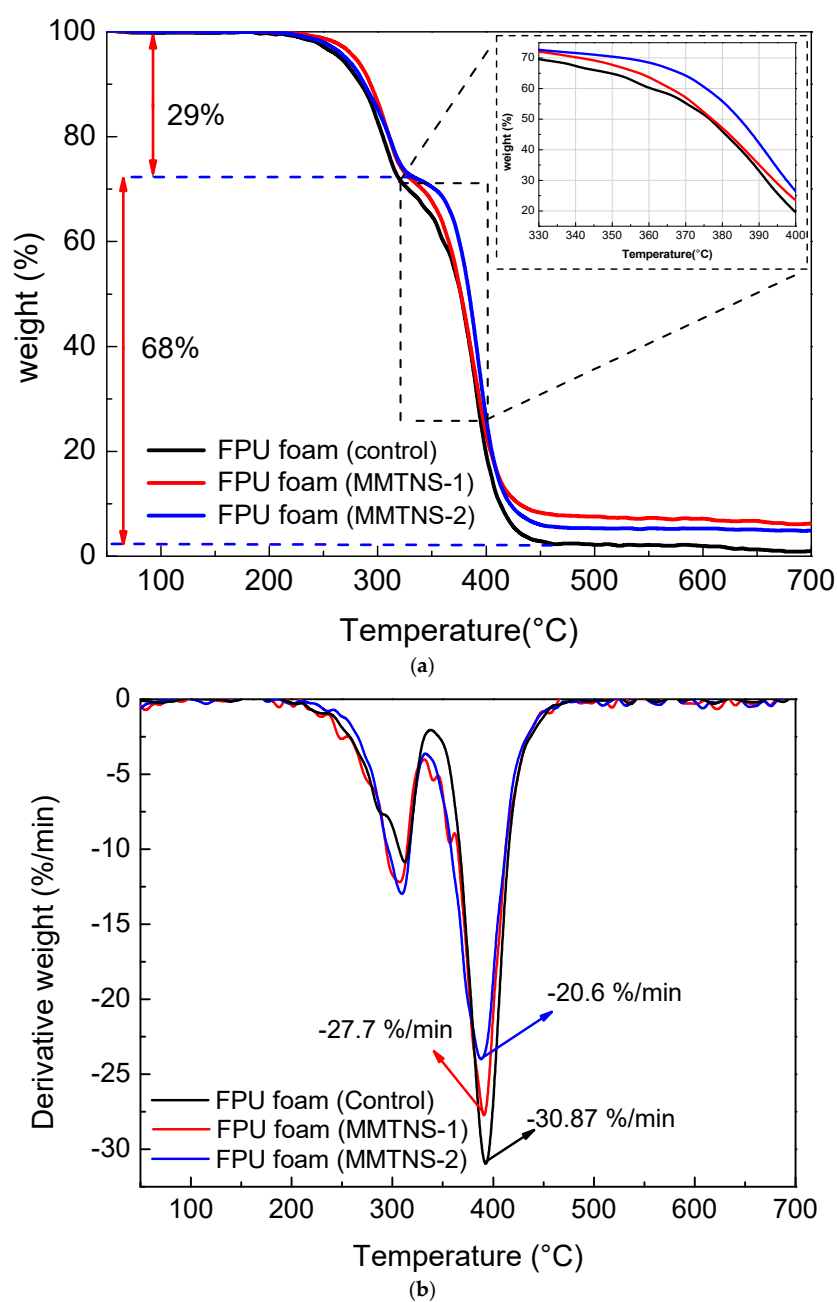 100
80
60
40
20
0
weight (%)
29%
68%
70
60
50
40
30
20
weight (%)
330 340 350 360 370 380 390 400
Temperature(°C)
FPU foam (control)
FPU foam (MMTNS-1)
FPU foam (MMTNS-2)
100 200 300 400 500 600 700
Temperature(°C)
(a)
0
-5
-10
-15
-20
-25
-30
Derivative weight (%/min)
-20.6 %/min
-27.7 %/min
-30.87 %/min
FPU foam (Control)
FPU foam (MMTNS-1)
FPU foam (MMTNS-2)
100 200 300 400 500 600 700
Temperature (°C)
(b)